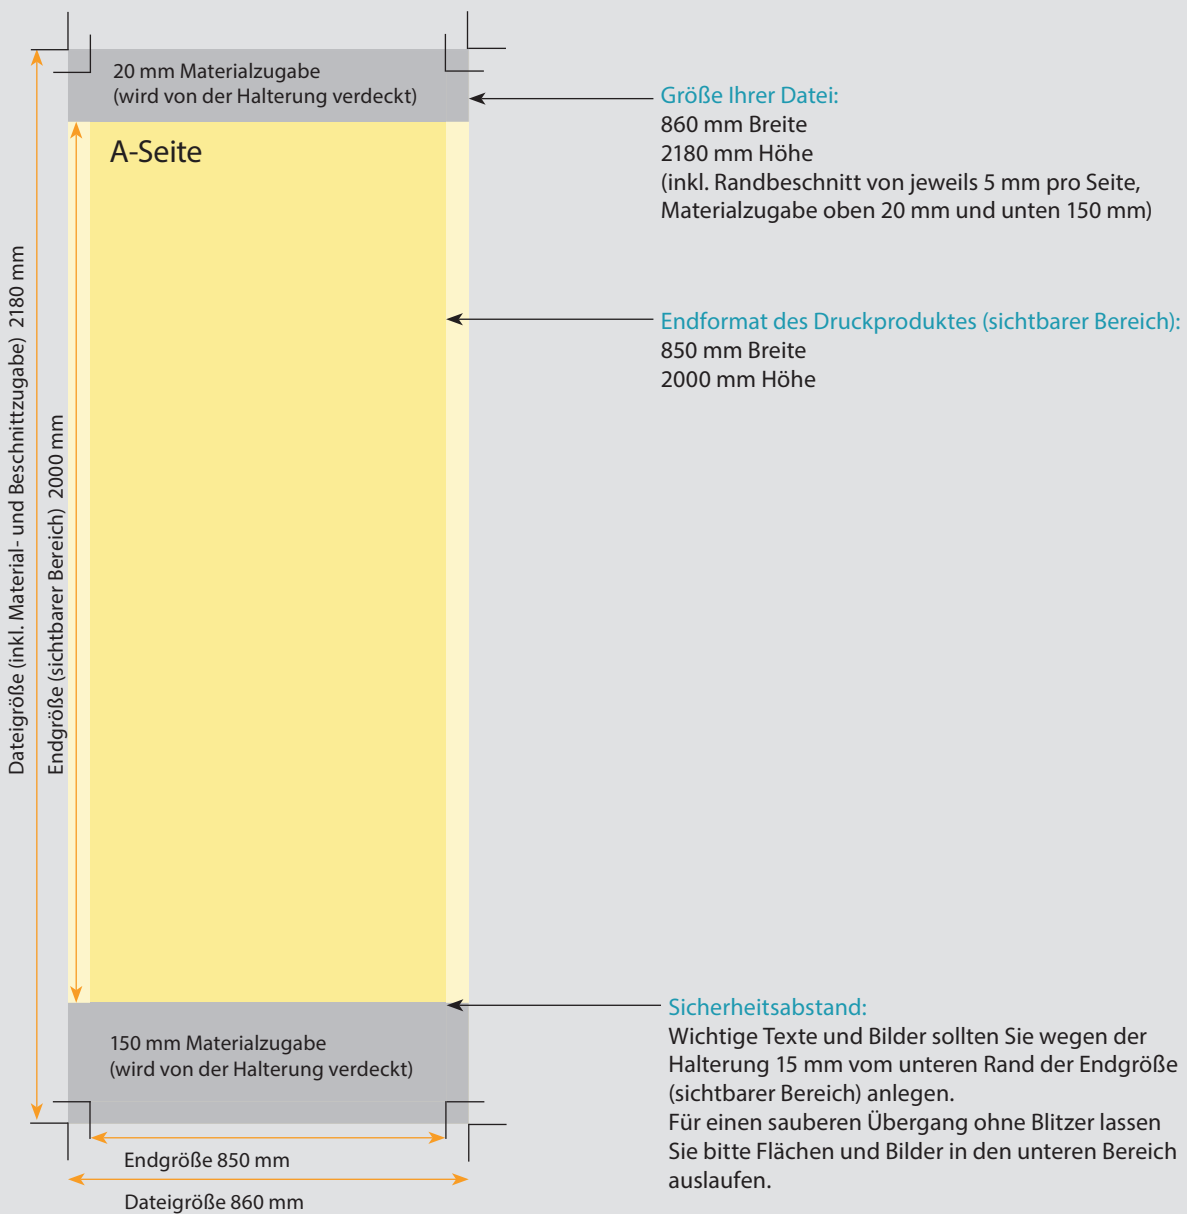 20 mm Materialzugabe
(wird von der Halterung verdeckt)
A-Seite
Größe Ihrer Datei:
860 mm Breite
2180 mm Höhe
(inkl. Randbeschnitt von jeweils 5 mm pro Seite,
Materialzugabe oben 20 mm und unten 150 mm)
Endformat des Druckproduktes (sichtbarer Bereich):
850 mm Breite
2000 mm Höhe
Dateigröße (inkl. Material- und Beschnittzugabe) 2180 mm
Endgröße (sichtbarer Bereich) 2000 mm
Sicherheitsabstand:
Wichtige Texte und Bilder sollten Sie wegen der
Halterung 15 mm vom unteren Rand der Endgröße
(sichtbarer Bereich) anlegen.
Für einen sauberen Übergang ohne Blitzer lassen
Sie bitte Flächen und Bilder in den unteren Bereich
auslaufen.
150 mm Materialzugabe
(wird von der Halterung verdeckt)
Endgröße 850 mm
Dateigröße 860 mm